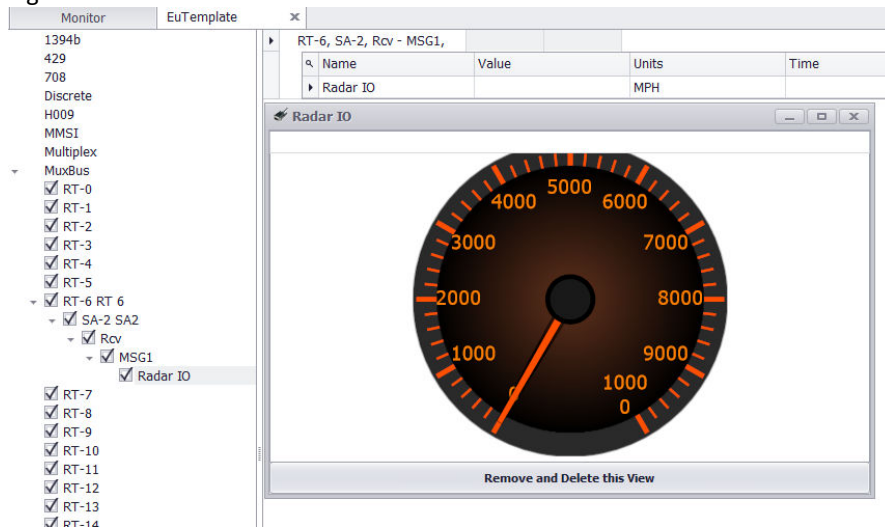 Monitor
EuTemplate
1394b
429
708
Discrete
H009
MMSI
Multiplex
MuxBus
RT-0
RT-1
RT-2
RT-3
RT-4
RT-5
RT-6 RT 6
SA-2 SA2
Rcv
MSG1
Radar IO
RT-7
RT-8
RT-9
RT-10
RT-11
RT-12
RT-13
RT-14
RT-6, SA-2, Rcv - MSG1,
Name Value Units Time
Radar IO MPH
Radar IO
5000
4000 6000
3000 7000
2000 8000
1000 9000
0 1000
0
Remove and Delete this View